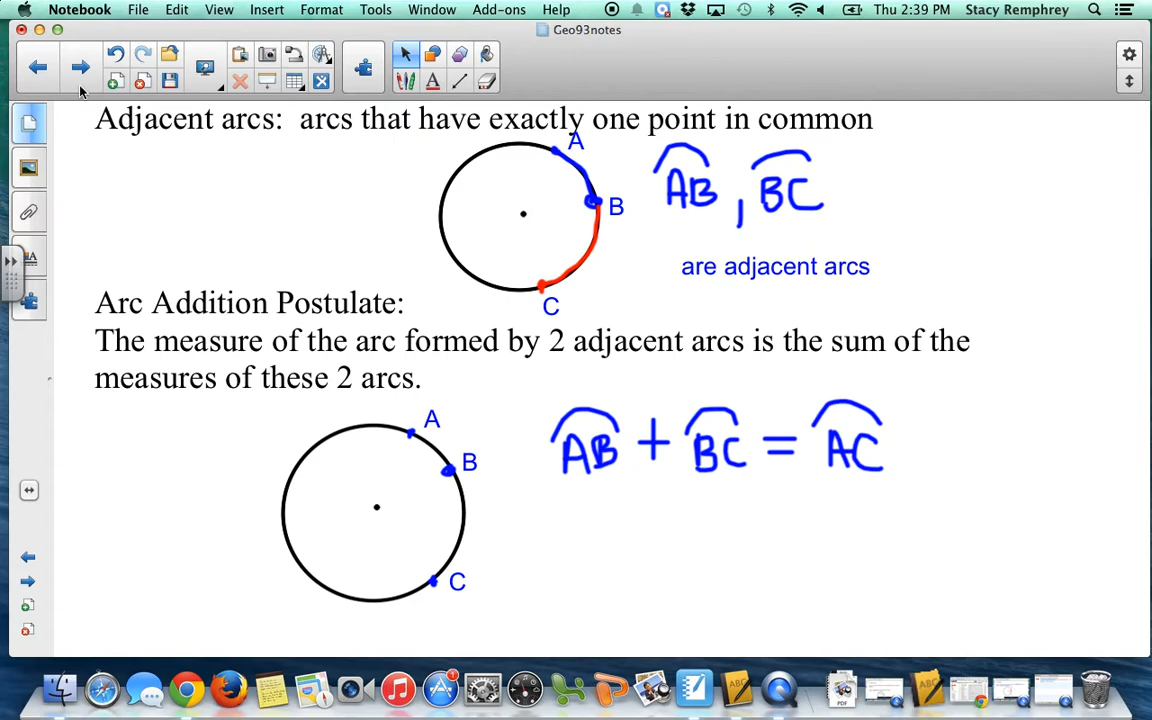 Notebook File Edit View Insert Format Tools Window Add-ons Help Thu 2:39 PM Stacy Remphrey
Geo93notes
Adjacent arcs: arcs that have exactly one point in common
A
B
C
AB , BC
are adjacent arcs
Arc Addition Postulate:
The measure of the arc formed by 2 adjacent arcs is the sum of the
measures of these 2 arcs.
A
B
C
AB + BC = AC